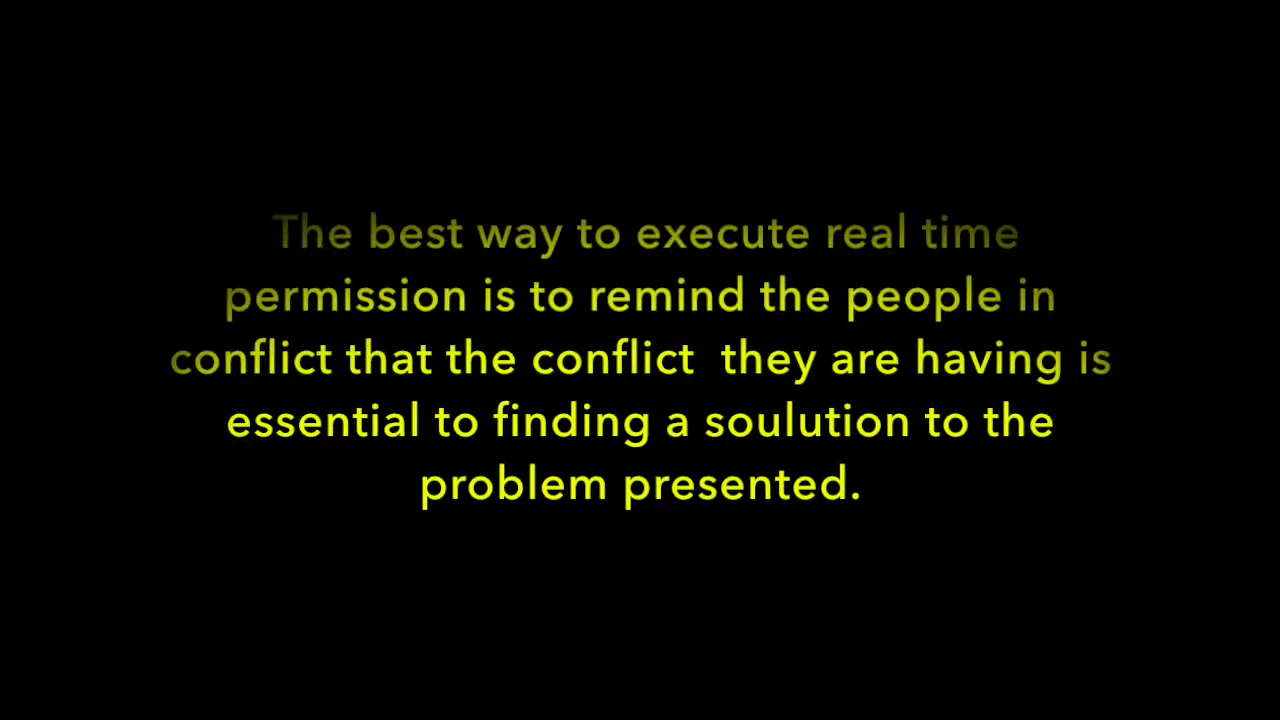 The best way to execute real time
permission is to remind the people in
conflict that the conflict  they are having is
essential to finding a soulution to the
problem presented.